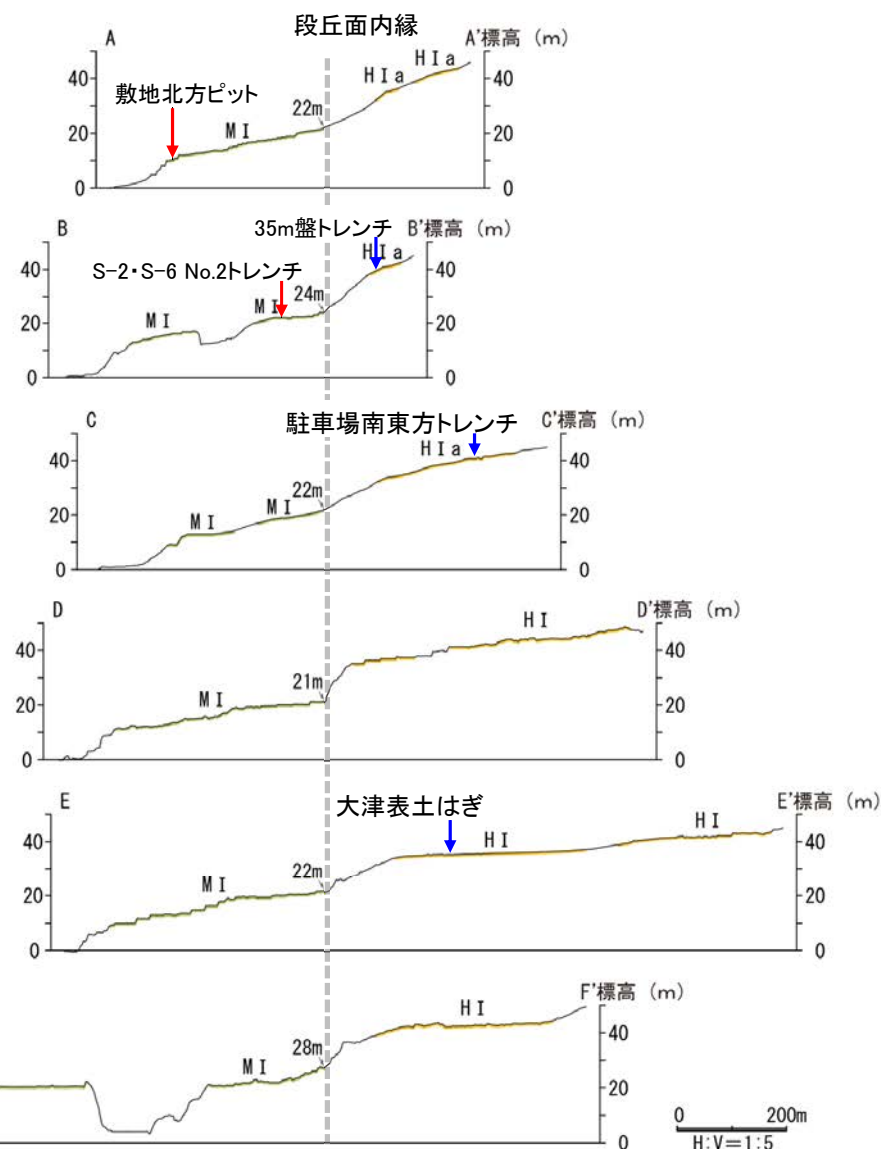 段丘面内縁
A
A'標高 (m)
HⅠa
HⅠa
40
40
敷地北方ピット
22m
MⅠ
20
20
0
0
B
35m盤トレンチ
B'標高 (m)
HⅠa
40
40
S-2・S-6 No.2トレンチ
24m
MⅠ
MⅠ
20
20
0
0
C
駐車場南東方トレンチ
C'標高 (m)
HⅠa
40
40
22m
MⅠ
MⅠ
20
20
0
0
D
D'標高 (m)
HⅠ
40
40
21m
MⅠ
20
20
0
0
E
大津表土はぎ
E'標高 (m)
HⅠ
HⅠ
40
40
22m
MⅠ
20
20
0
0
F'標高 (m)
HⅠ
40
28m
MⅠ
20
0
0 200m
H:V=1:5